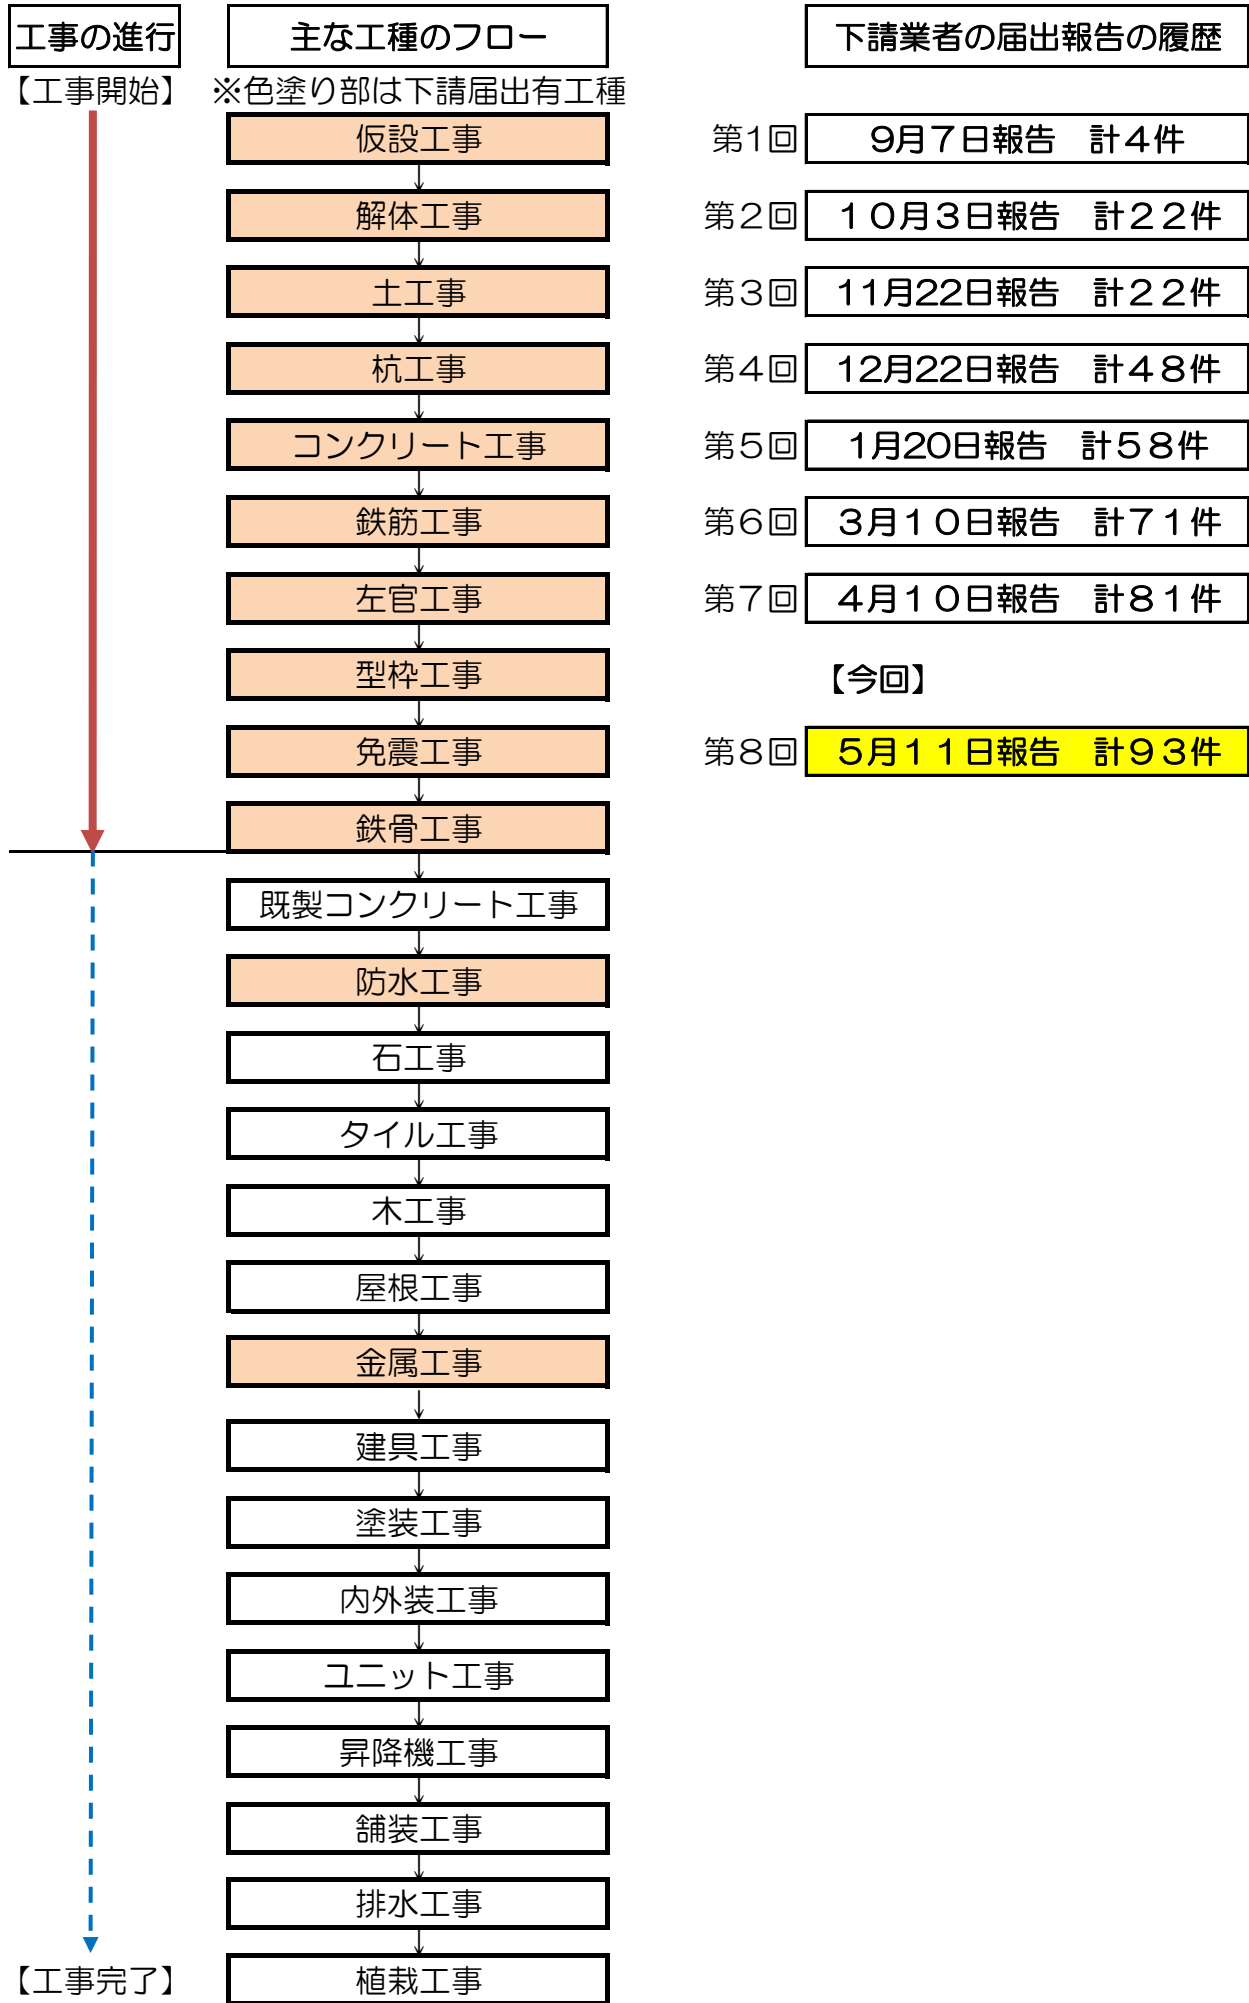 工事の進行
主な工種のフロー
下請業者の届出報告の履歴
【工事開始】
※色塗り部は下請届出有工種
仮設工事
第1回
9月7日報告　計4件
解体工事
第２回
１０月３日報告　計２２件
土工事
第３回
11月22日報告　計２２件
杭工事
第４回
12月22日報告　計４８件
コンクリート工事
第５回
1月20日報告　計５８件
鉄筋工事
第６回
３月１０日報告　計７１件
左官工事
第７回
４月１０日報告　計８１件
型枠工事
【今回】
免震工事
第８回
５月１１日報告　計９３件
鉄骨工事
既製コンクリート工事
防水工事
石工事
タイル工事
木工事
屋根工事
金属工事
建具工事
塗装工事
内外装工事
ユニット工事
昇降機工事
舗装工事
排水工事
【工事完了】
植栽工事